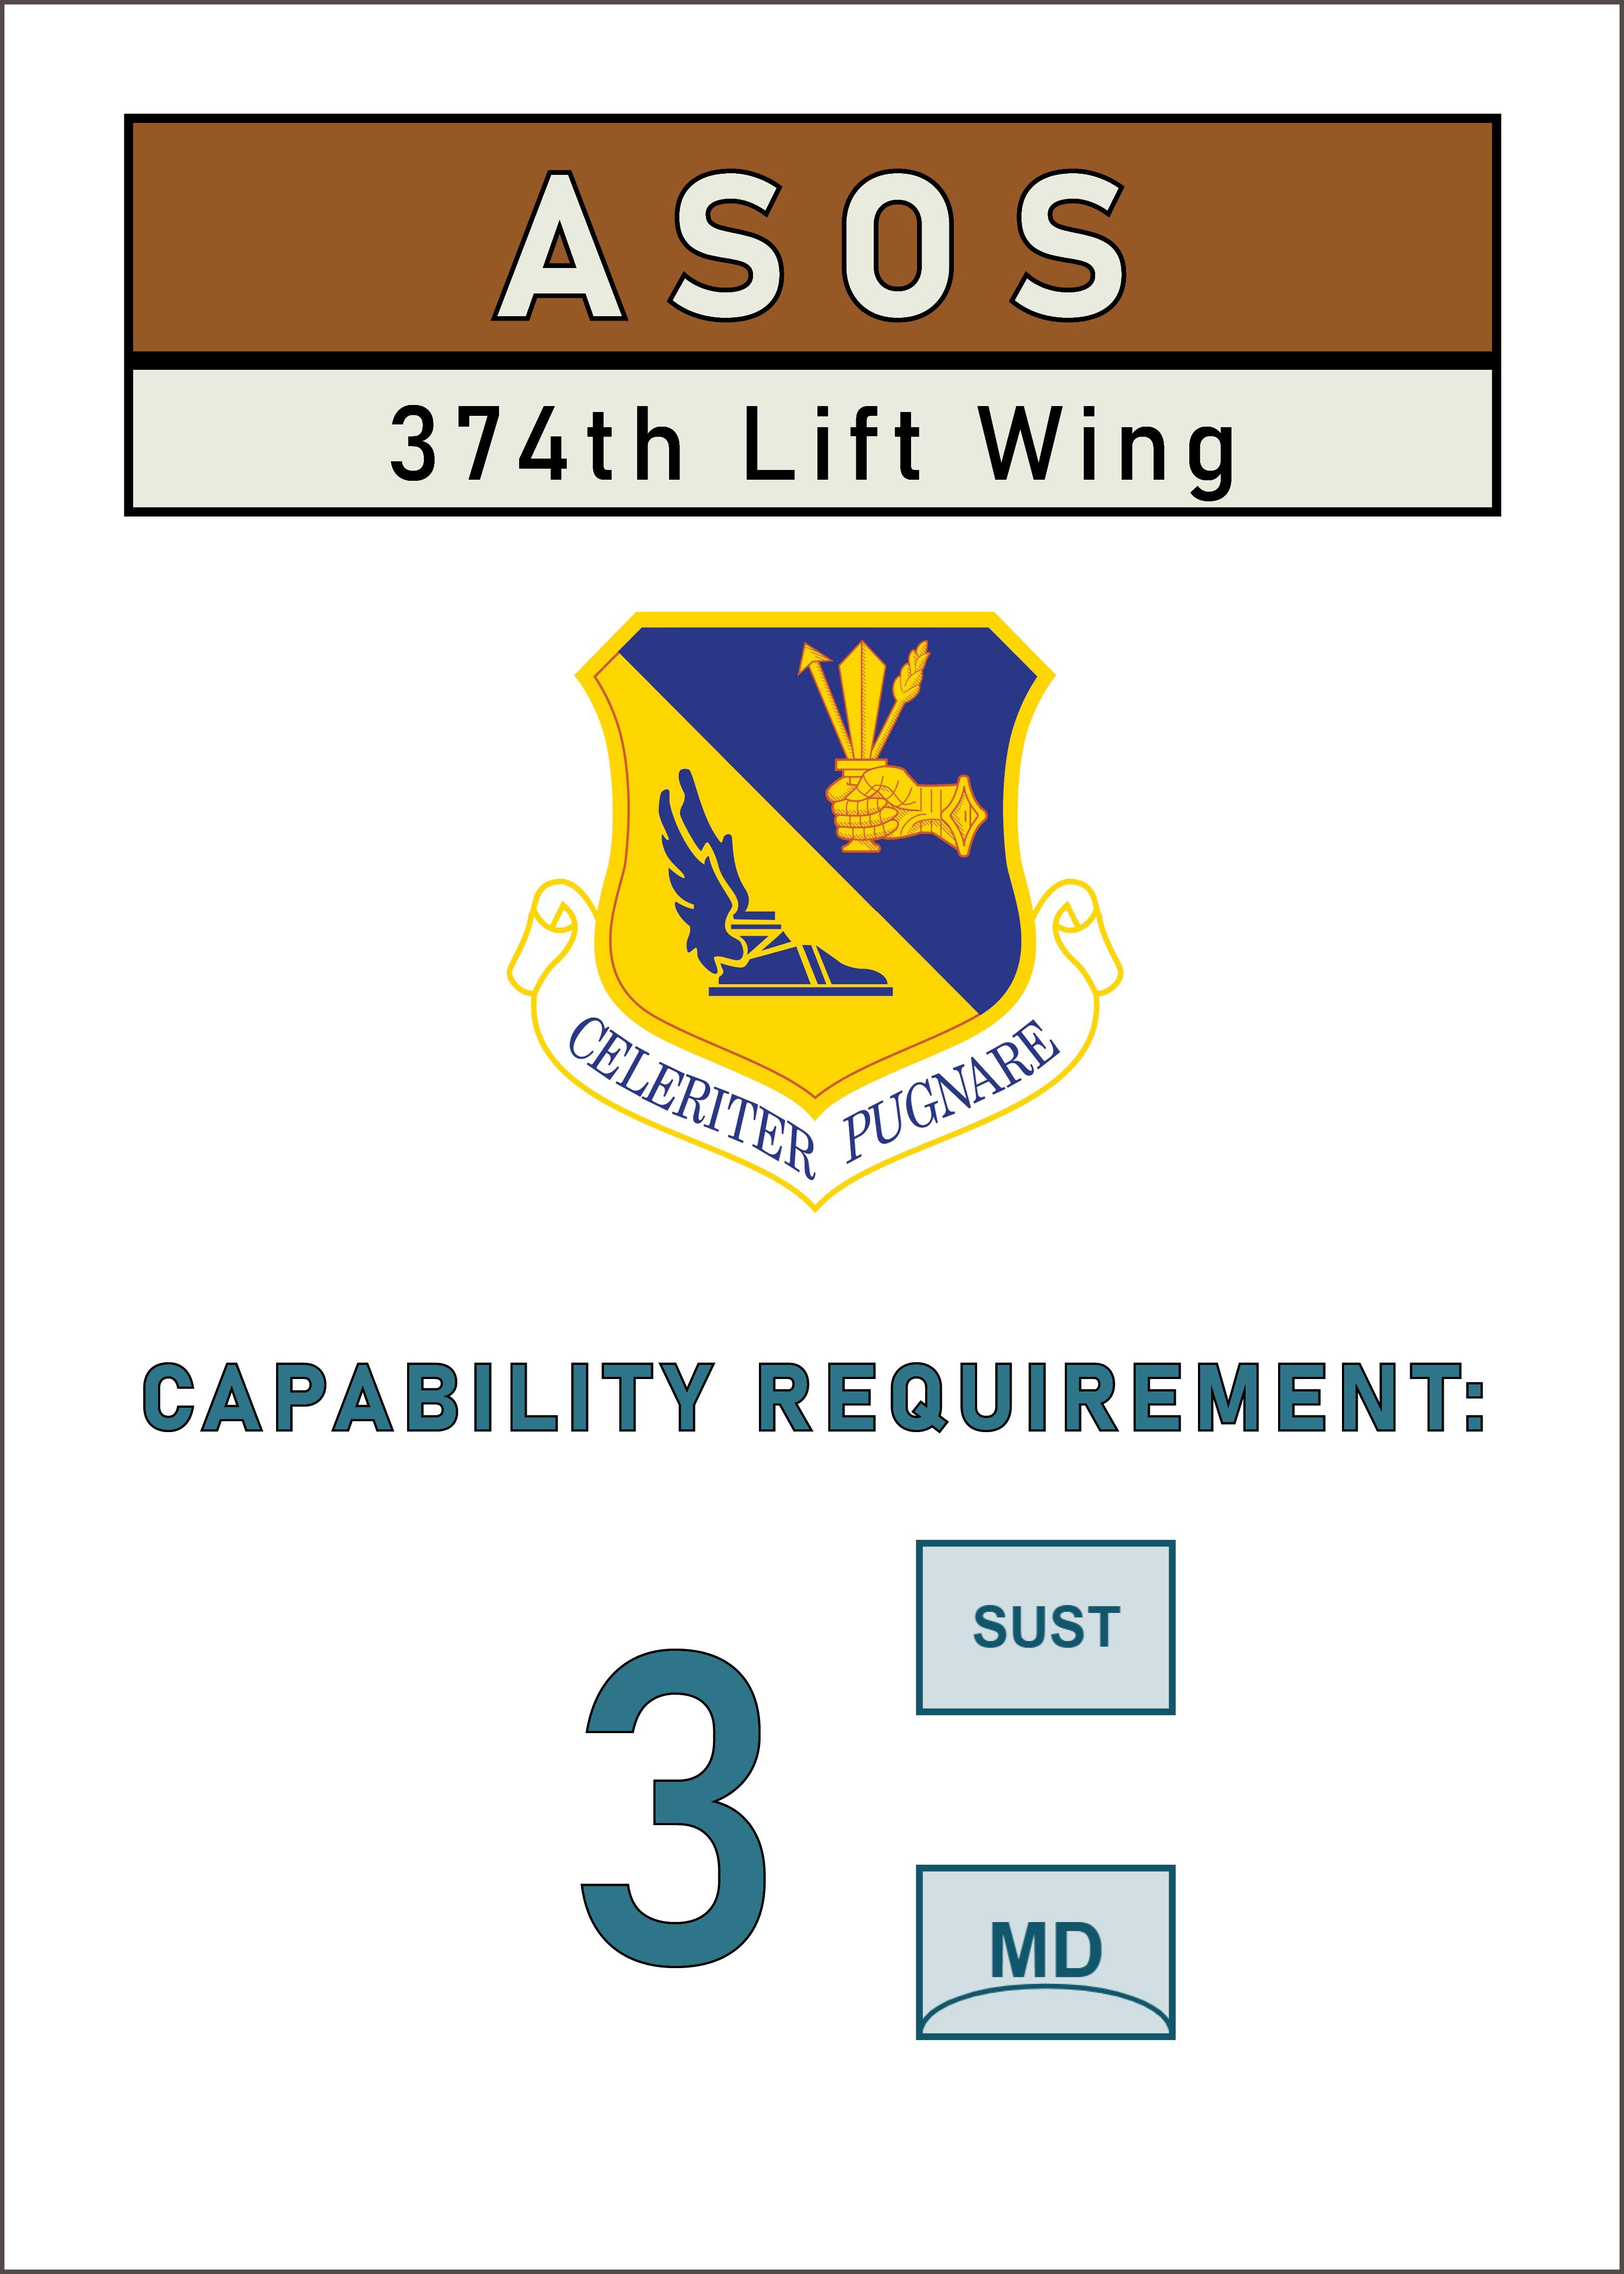 ASOS
374th Lift Wing
CELERITER PUGNARE
CAPABILITY REQUIREMENT:
3
SUST
MD